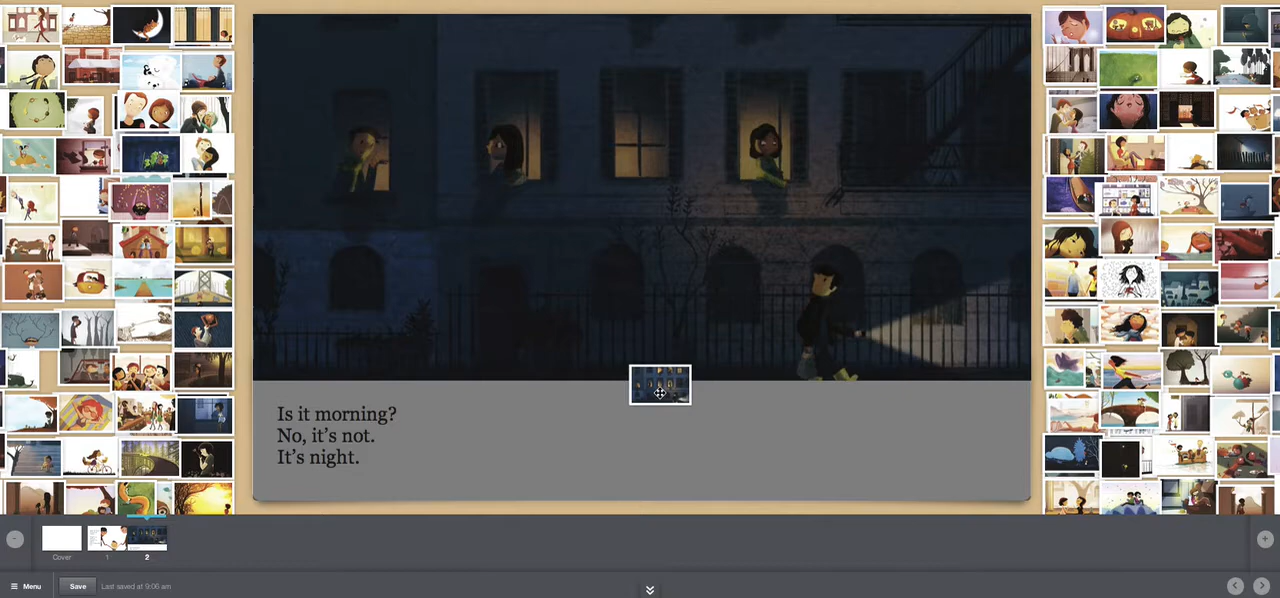 Is it morning?
No, it’s not.
It’s night.
Cover
1
2
Menu
Save
Last saved at 9:06 am